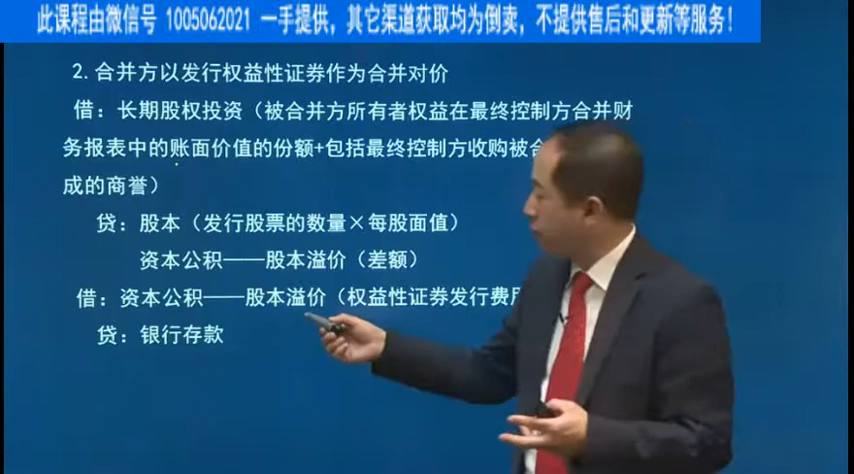 此课程由微信号 1005062021 一手提供，其它渠道获取均为倒卖，不提供售后和更新等服务！
2. 合并方以发行权益性证券作为合并对价
借：长期股权投资（被合并方所有者权益在最终控制方合并财
务报表中的账面价值的份额+包括最终控制方收购被合
成的商誉）
贷：股本（发行股票的数量×每股面值）
资本公积——股本溢价（差额）
借：资本公积——股本溢价（权益性证券发行费
贷：银行存款